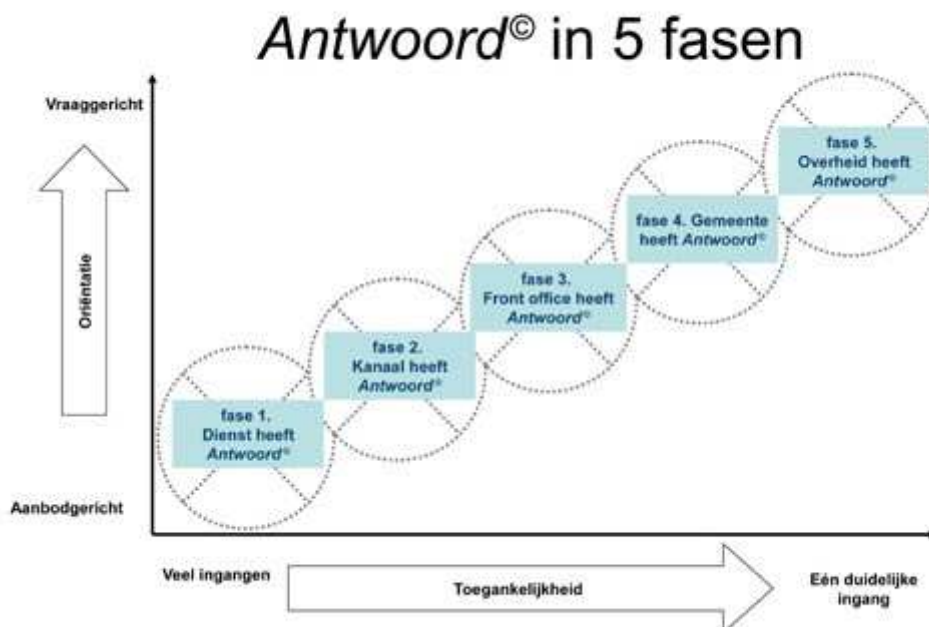 Antwoord© in 5 fasen
Vraaggericht
fase 5.
Overheid heeft
Antwoord©
fase 4. Gemeente
heeft Antwoord©
fase 3.
Front office heeft
Antwoord©
Oriëntatie
fase 2.
Kanaal heeft
Antwoord©
fase 1.
Dienst heeft
Antwoord©
Aanbodgericht
Veel ingangen
Toegankelijkheid
Eén duidelijke
ingang